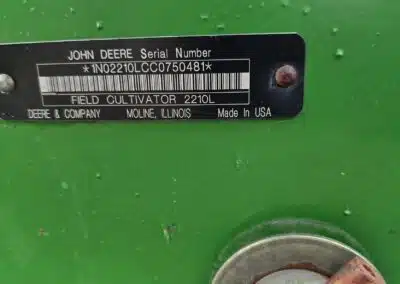 JOHN DEERE Serial Number
*1N02210LCC0750481*
FIELD CULTIVATOR 2210L
DEERE & COMPANY MOLINE, ILLINOIS Made In USA